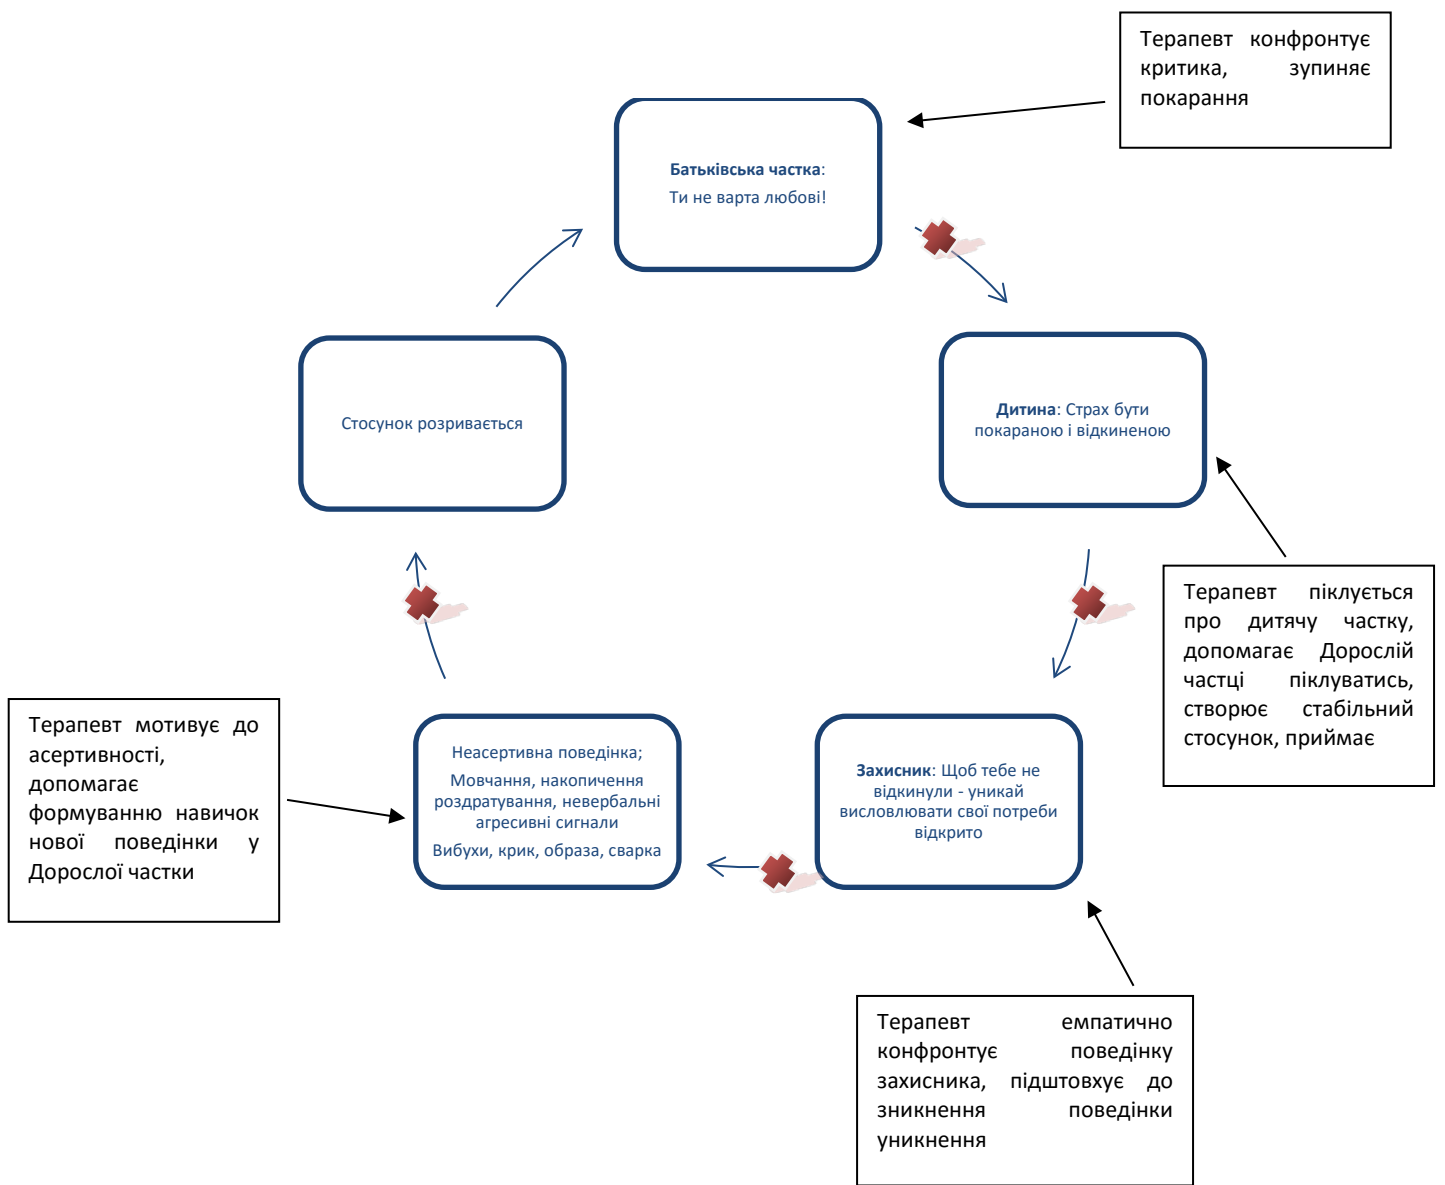 Терапевт конфронтує
критика, зупиняє
покарання
Батьківська частка:
Ти не варта любові!
Стосунок розривається
Дитина: Страх бути
покараною і відкиненою
Терапевт піклується
про дитячу частку,
допомагає Дорослій
частці піклуватись,
створює стабільний
стосунок, приймає
Терапевт мотивує до
асертивності,
допомагає
формуванню навичок
нової поведінки у
Дорослої частки
Неасертивна поведінка;
Мовчання, накопичення
роздратування, невербальні
агресивні сигнали
Вибухи, крик, образа, сварка
Захисник: Щоб тебе не
відкинули - уникай
висловлювати свої потреби
відкрито
Терапевт емпатично
конфронтує поведінку
захисника, підштовхує до
зникнення поведінки
уникнення